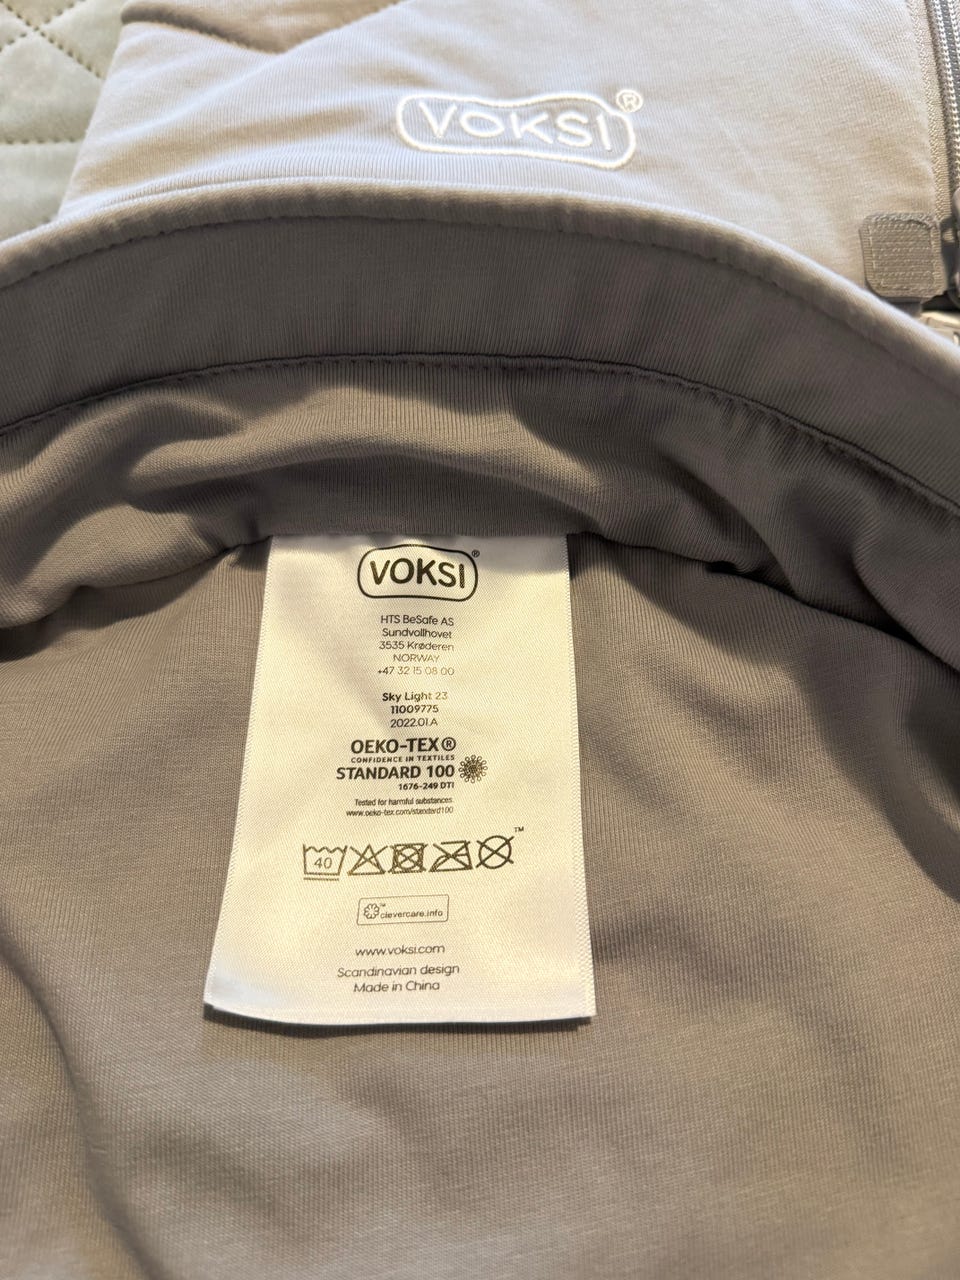 VOKSI®
VOKSI®
HTS BeSafe AS
Sundvollhovet
3535 Krøderen
NORWAY
+47 32 15 08 00
Sky Light 23
11009775
2022.01.A
OEKO-TEX®
CONFIDENCE IN TEXTILES
STANDARD 100
1676-249 DTI
Tested for harmful substances
www.oeko-tex.com/standard100
40 ™
™ clevercare.info
www.voksi.com
Scandinavian design
Made in China